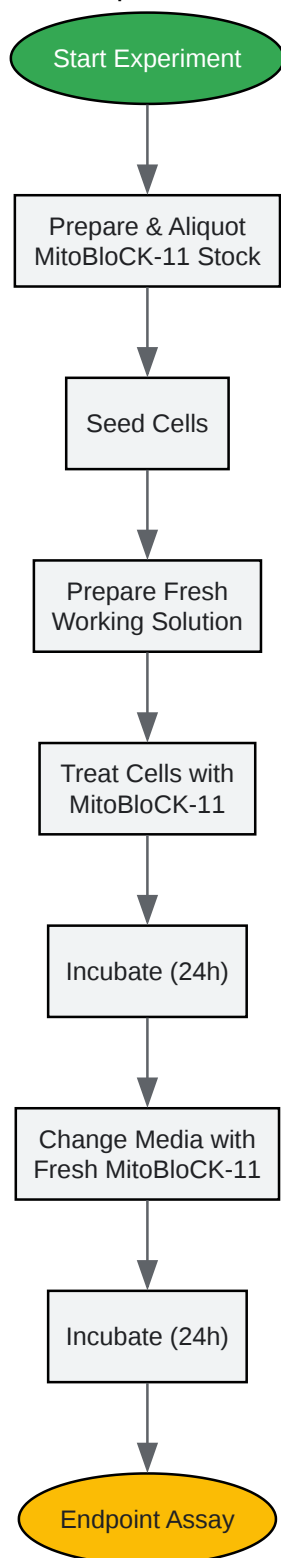 Start Experiment
Prepare & Aliquot
MitoBloCK-11 Stock
Seed Cells
Prepare Fresh
Working Solution
Treat Cells with
MitoBloCK-11
Incubate (24h)
Change Media with
Fresh MitoBloCK-11
Incubate (24h)
Endpoint Assay